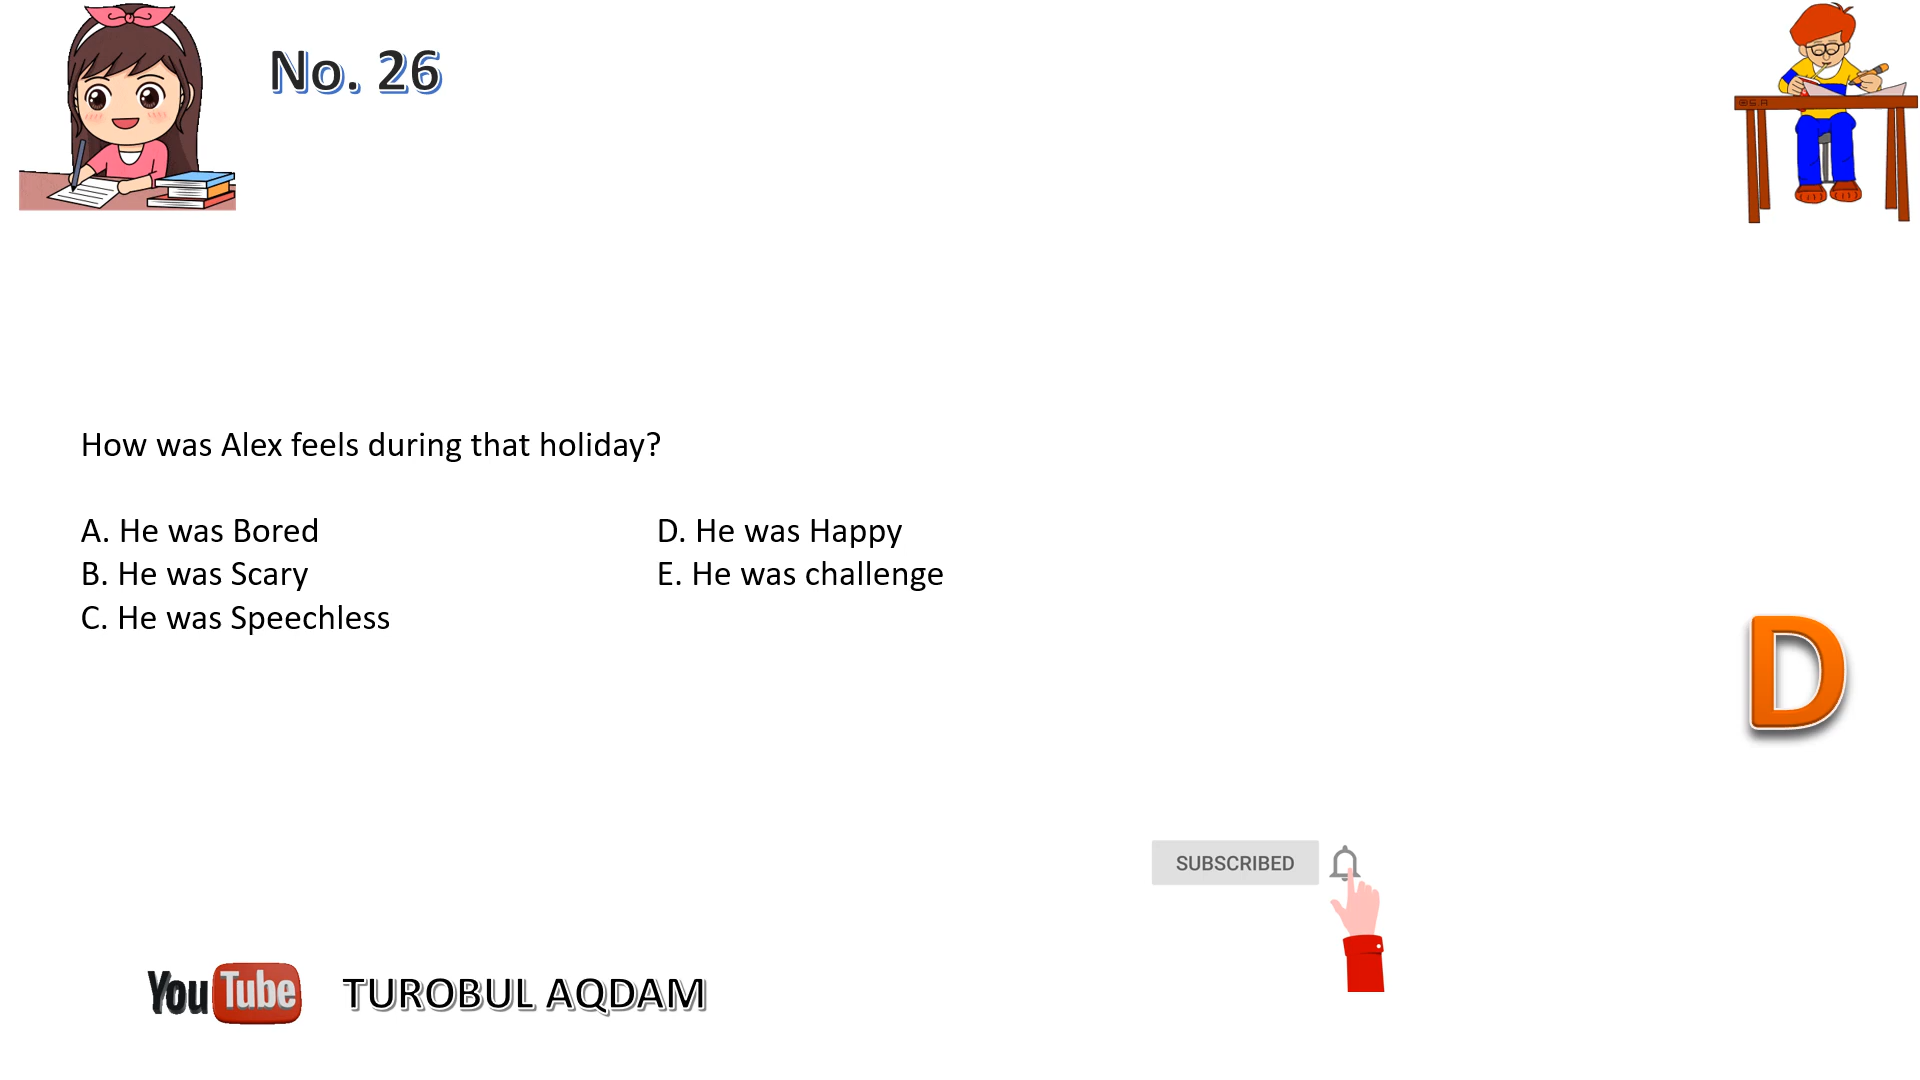 No. 26
How was Alex feels during that holiday?
A. He was Bored
B. He was Scary
C. He was Speechless
D. He was Happy
E. He was challenge
D
SUBSCRIBED
YouTube
TUROBUL AQDAM